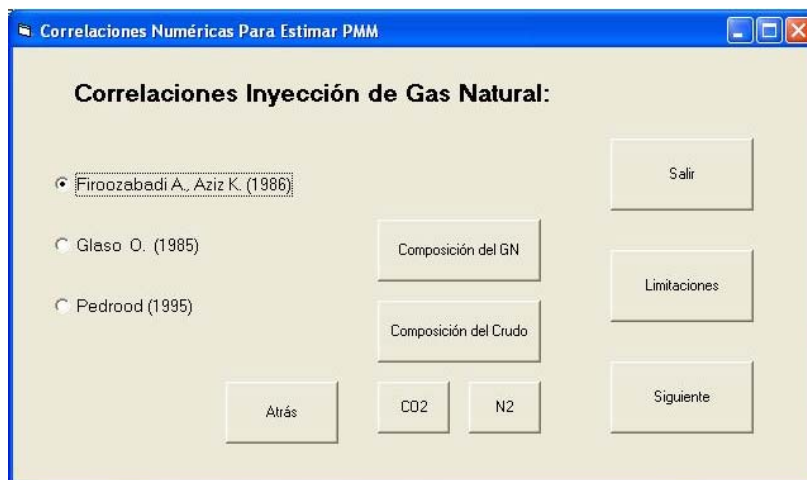 Correlaciones Numéricas Para Estimar PMM
Correlaciones Inyección de Gas Natural:
Firoozabadi A., Aziz K. (1986)
Glaso O. (1985)
Pedrood (1995)
Composición del GN
Composición del Crudo
Atrás
CO2
N2
Salir
Limitaciones
Siguiente